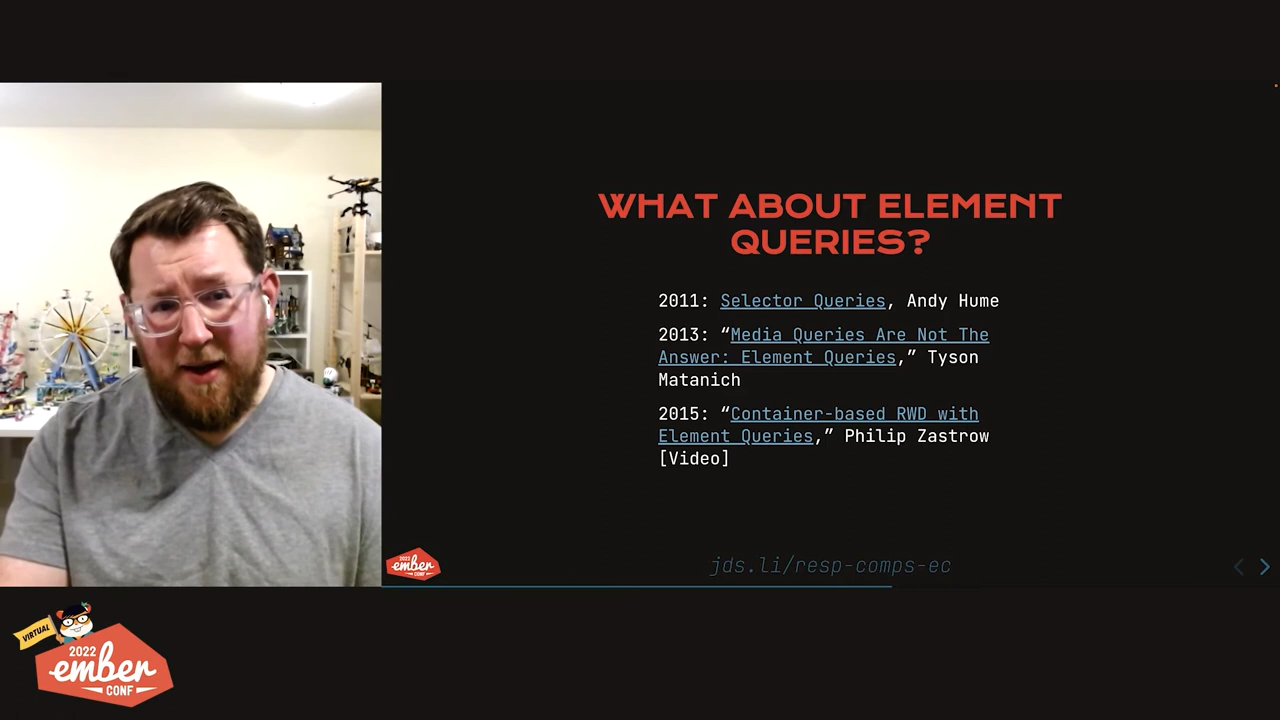 WHAT ABOUT ELEMENT
QUERIES?
2011: Selector Queries, Andy Hume
2013: “Media Queries Are Not The
Answer: Element Queries,” Tyson
Matanich
2015: “Container-based RWD with
Element Queries,” Philip Zastrow
[Video]
2022
ember
CONF
jds.li/resp-comps-ec
VIRTUAL
2022
ember
CONF